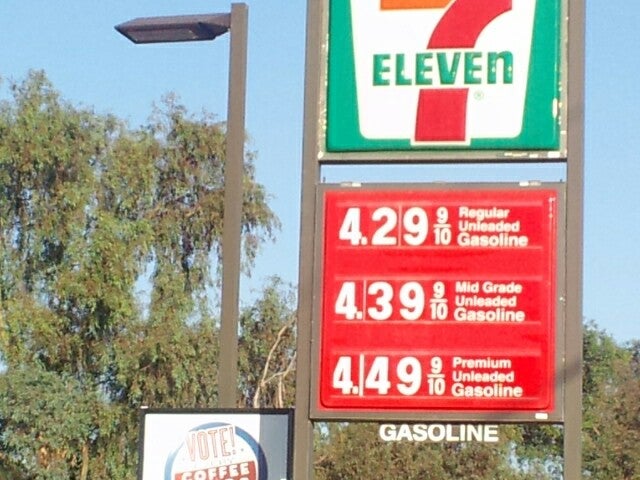 7
ELEVEn
®
4.29 9/10 Regular
Unleaded
Gasoline
4.39 9/10 Mid Grade
Unleaded
Gasoline
4.49 9/10 Premium
Unleaded
Gasoline
GASOLINE
VOTE!
COFFEE